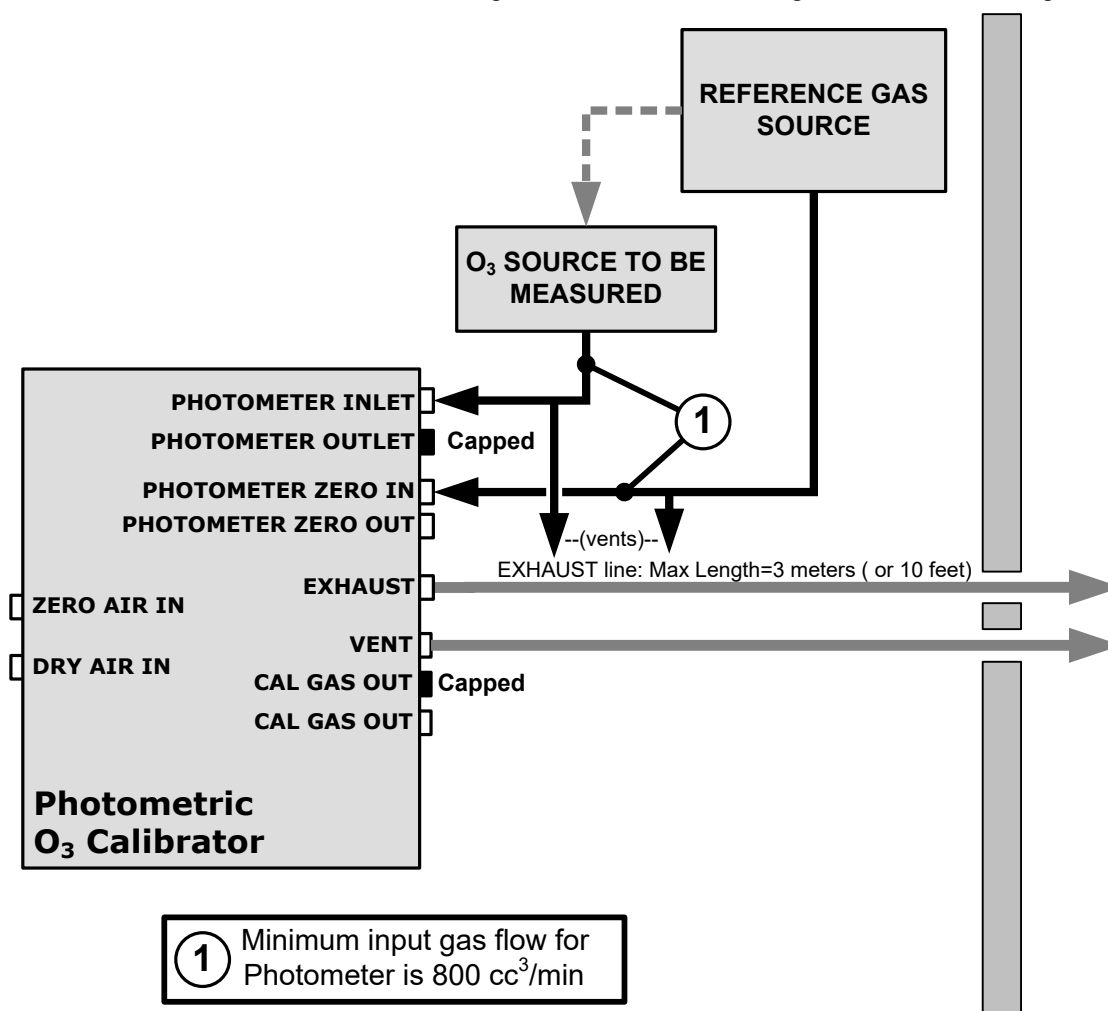 REFERENCE GAS
SOURCE
O₃ SOURCE TO BE
MEASURED
PHOTOMETER INLET
1
PHOTOMETER OUTLET
Capped
PHOTOMETER ZERO IN
PHOTOMETER ZERO OUT
--(vents)--
EXHAUST line: Max Length=3 meters ( or 10 feet)
EXHAUST
ZERO AIR IN
VENT
DRY AIR IN
CAL GAS OUT
Capped
CAL GAS OUT
Photometric
O₃ Calibrator
1
Minimum input gas flow for
Photometer is 800 cc³/min